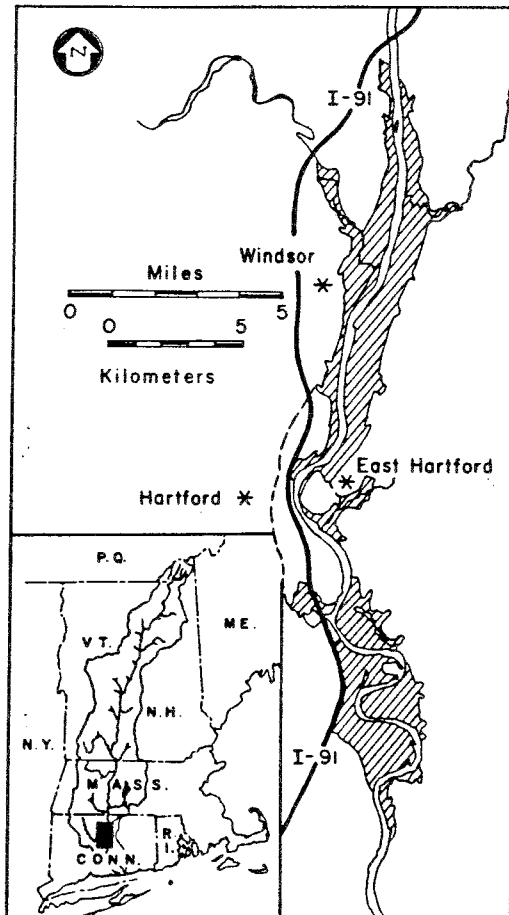 N
I-91
Windsor
Miles
0 5
0 5
Kilometers
East Hartford
Hartford
P.Q.
VT.
ME.
N.H.
N.Y.
MASS.
I-91
R.I.
CONN.